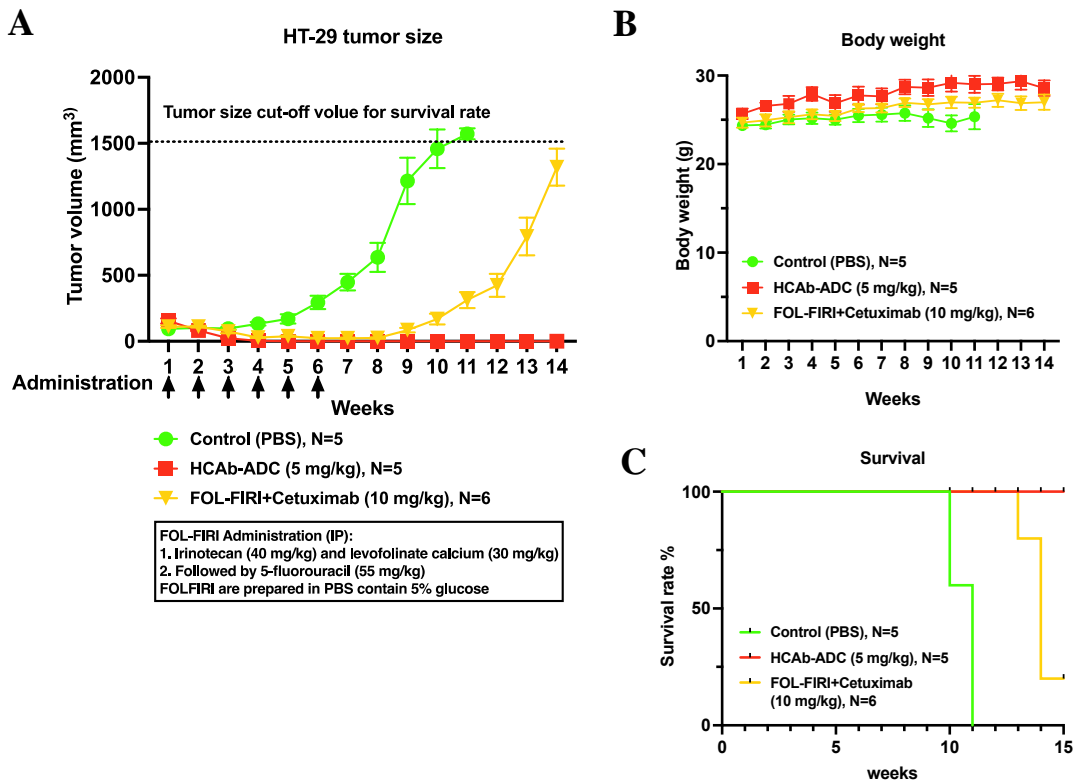 A
HT-29 tumor size
2000
1500
1000
500
0
Tumor volume (mm³)
Tumor size cut-off volue for survival rate
1 2 3 4 5 6 7 8 9 10 11 12 13 14
Administration
Weeks
Control (PBS), N=5
HCAb-ADC (5 mg/kg), N=5
FOL-FIRI+Cetuximab (10 mg/kg), N=6
FOL-FIRI Administration (IP):
1. Irinotecan (40 mg/kg) and levofolinate calcium (30 mg/kg)
2. Followed by 5-fluorouracil (55 mg/kg)
FOLFIRI are prepared in PBS contain 5% glucose
B
Body weight
30
20
10
0
Body weight (g)
Control (PBS), N=5
HCAb-ADC (5 mg/kg), N=5
FOL-FIRI+Cetuximab (10 mg/kg), N=6
1 2 3 4 5 6 7 8 9 10 11 12 13 14
Weeks
C
Survival
100
50
0
Survival rate %
Control (PBS), N=5
HCAb-ADC (5 mg/kg), N=5
FOL-FIRI+Cetuximab
(10 mg/kg), N=6
0 5 10 15
weeks